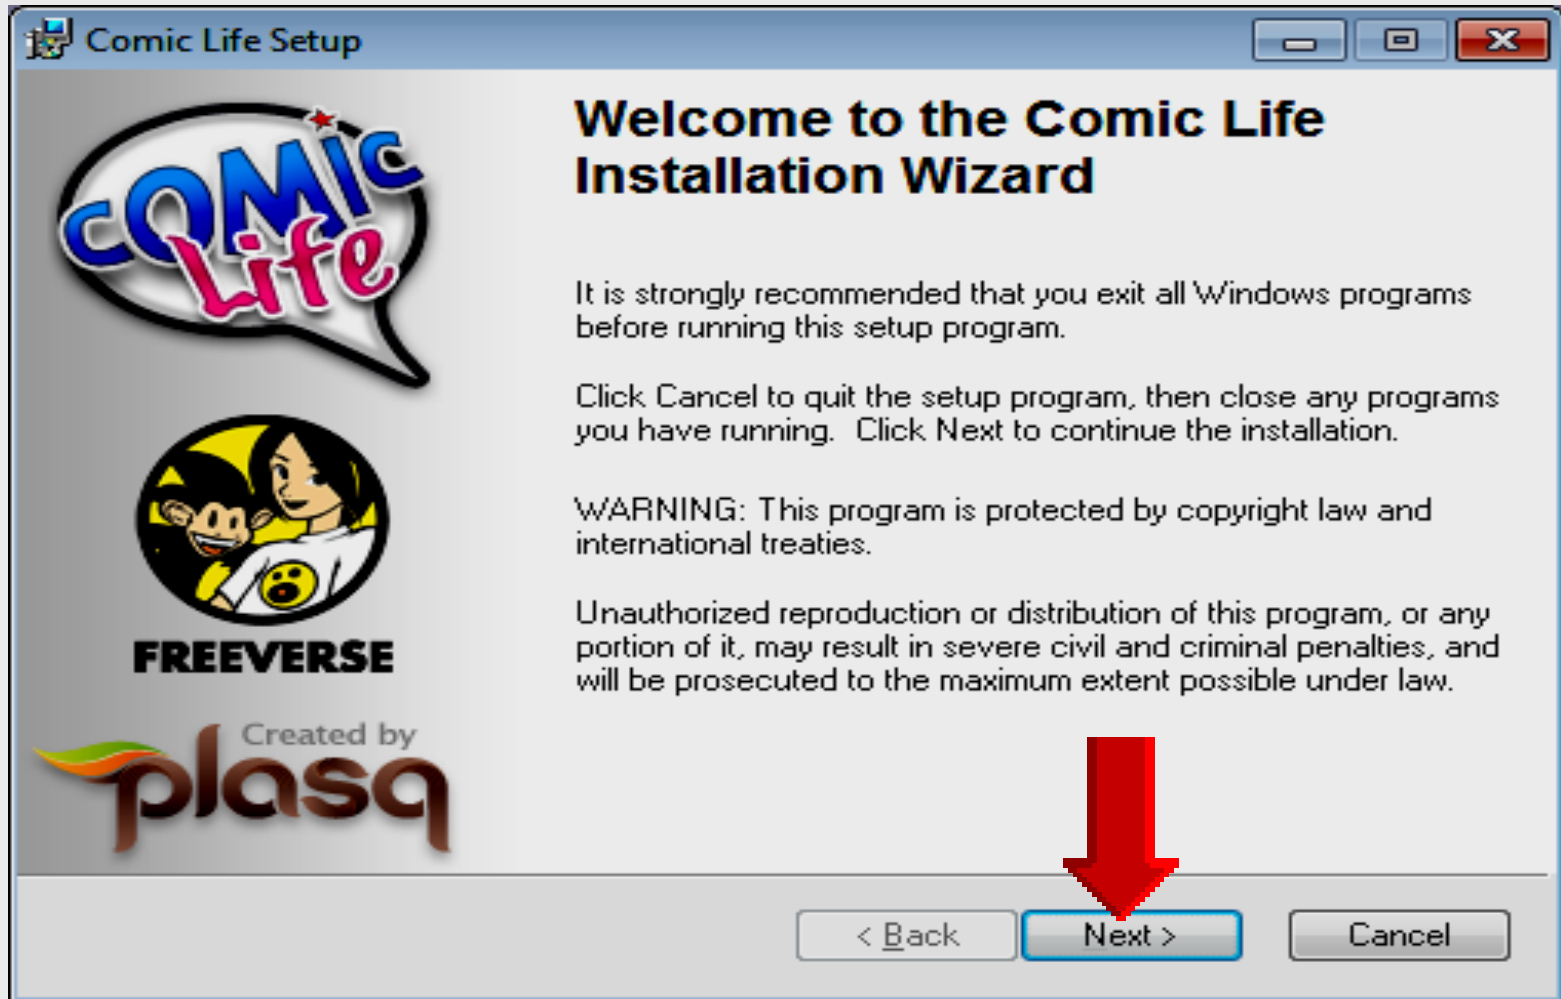 Comic Life Setup
COMIC
Life
FREEVERSE
Created by
plasq
Welcome to the Comic Life
Installation Wizard
It is strongly recommended that you exit all Windows programs
before running this setup program.
Click Cancel to quit the setup program, then close any programs
you have running.  Click Next to continue the installation.
WARNING: This program is protected by copyright law and
international treaties.
Unauthorized reproduction or distribution of this program, or any
portion of it, may result in severe civil and criminal penalties, and
will be prosecuted to the maximum extent possible under law.
< Back
Next >
Cancel